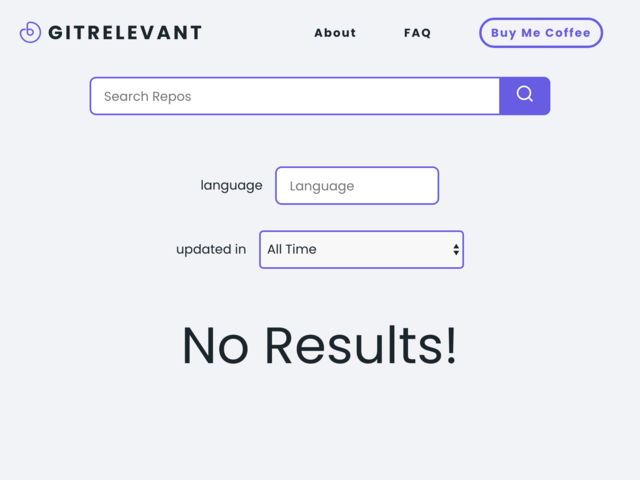 GITRELEVANT
About
FAQ
Buy Me Coffee
Search Repos
language
Language
updated in
All Time
No Results!